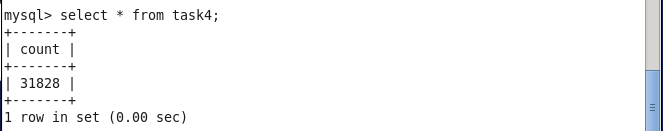 mysql> select * from task4;
+-------+
| count |
+-------+
| 31828 |
+-------+
1 row in set (0.00 sec)